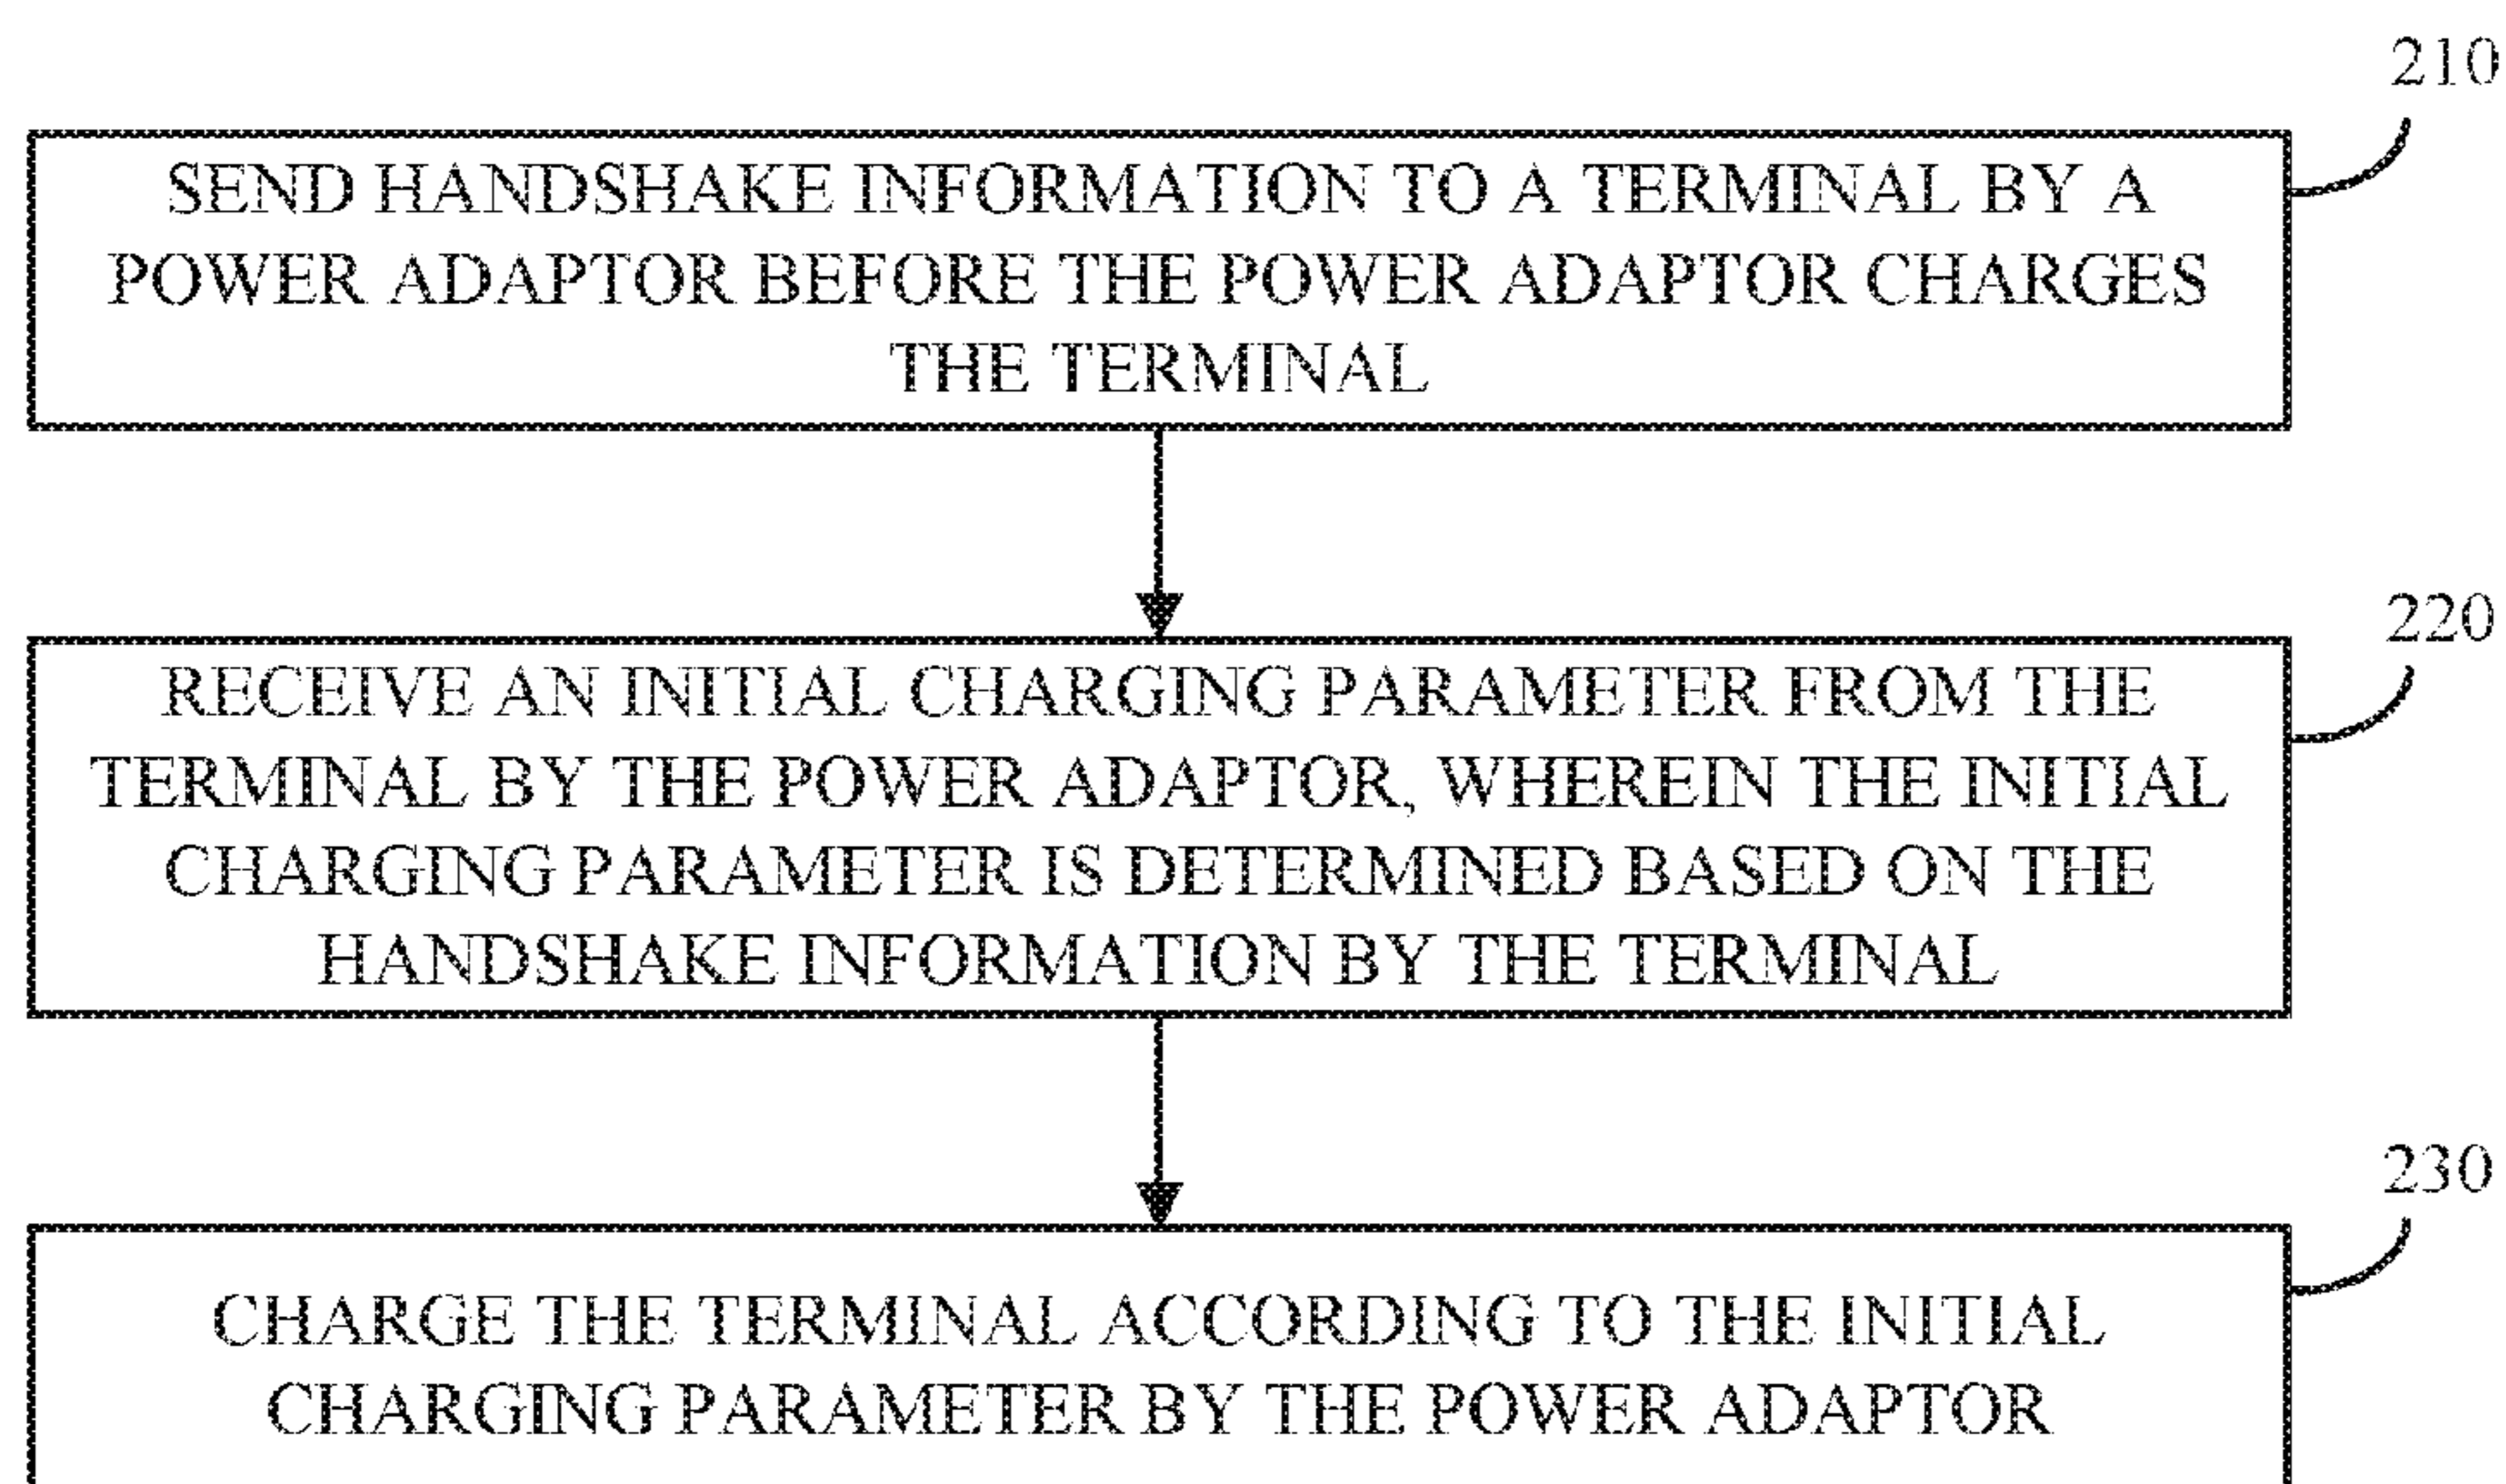 210
SEND HANDSHAKE INFORMATION TO A TERMINAL BY A
POWER ADAPTOR BEFORE THE POWER ADAPTOR CHARGES
THE TERMINAL
220
RECEIVE AN INITIAL CHARGING PARAMETER FROM THE
TERMINAL BY THE POWER ADAPTOR, WHEREIN THE INITIAL
CHARGING PARAMETER IS DETERMINED BASED ON THE
HANDSHAKE INFORMATION BY THE TERMINAL
230
CHARGE THE TERMINAL ACCORDING TO THE INITIAL
CHARGING PARAMETER BY THE POWER ADAPTOR